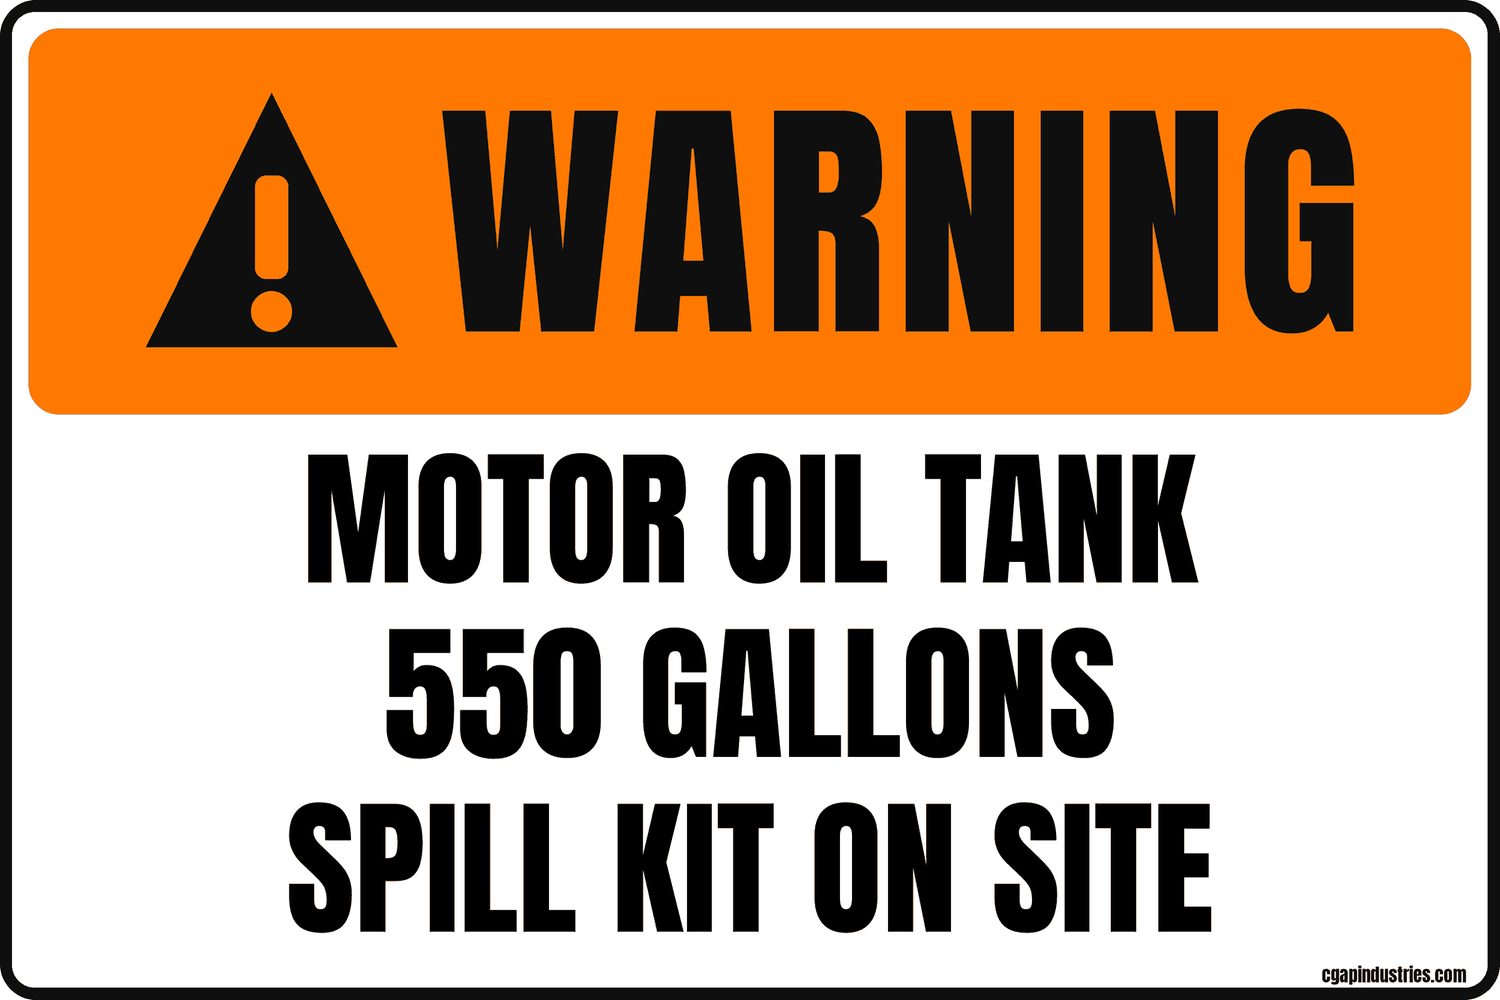 WARNING
MOTOR OIL TANK
550 GALLONS
SPILL KIT ON SITE
cgapindustries.com